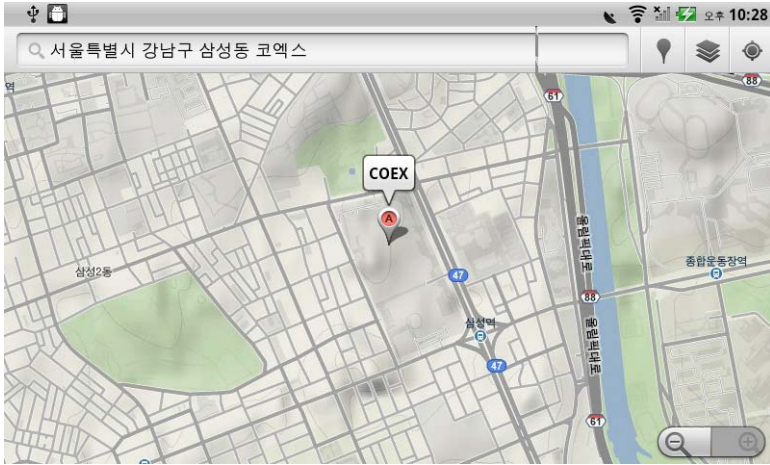 오후 10:28
서울특별시 강남구 삼성동 코엑스
역
88
61
COEX
A
올림픽대로
삼성2동
종합운동장역
47
88
삼성역
올림픽대로
47
61